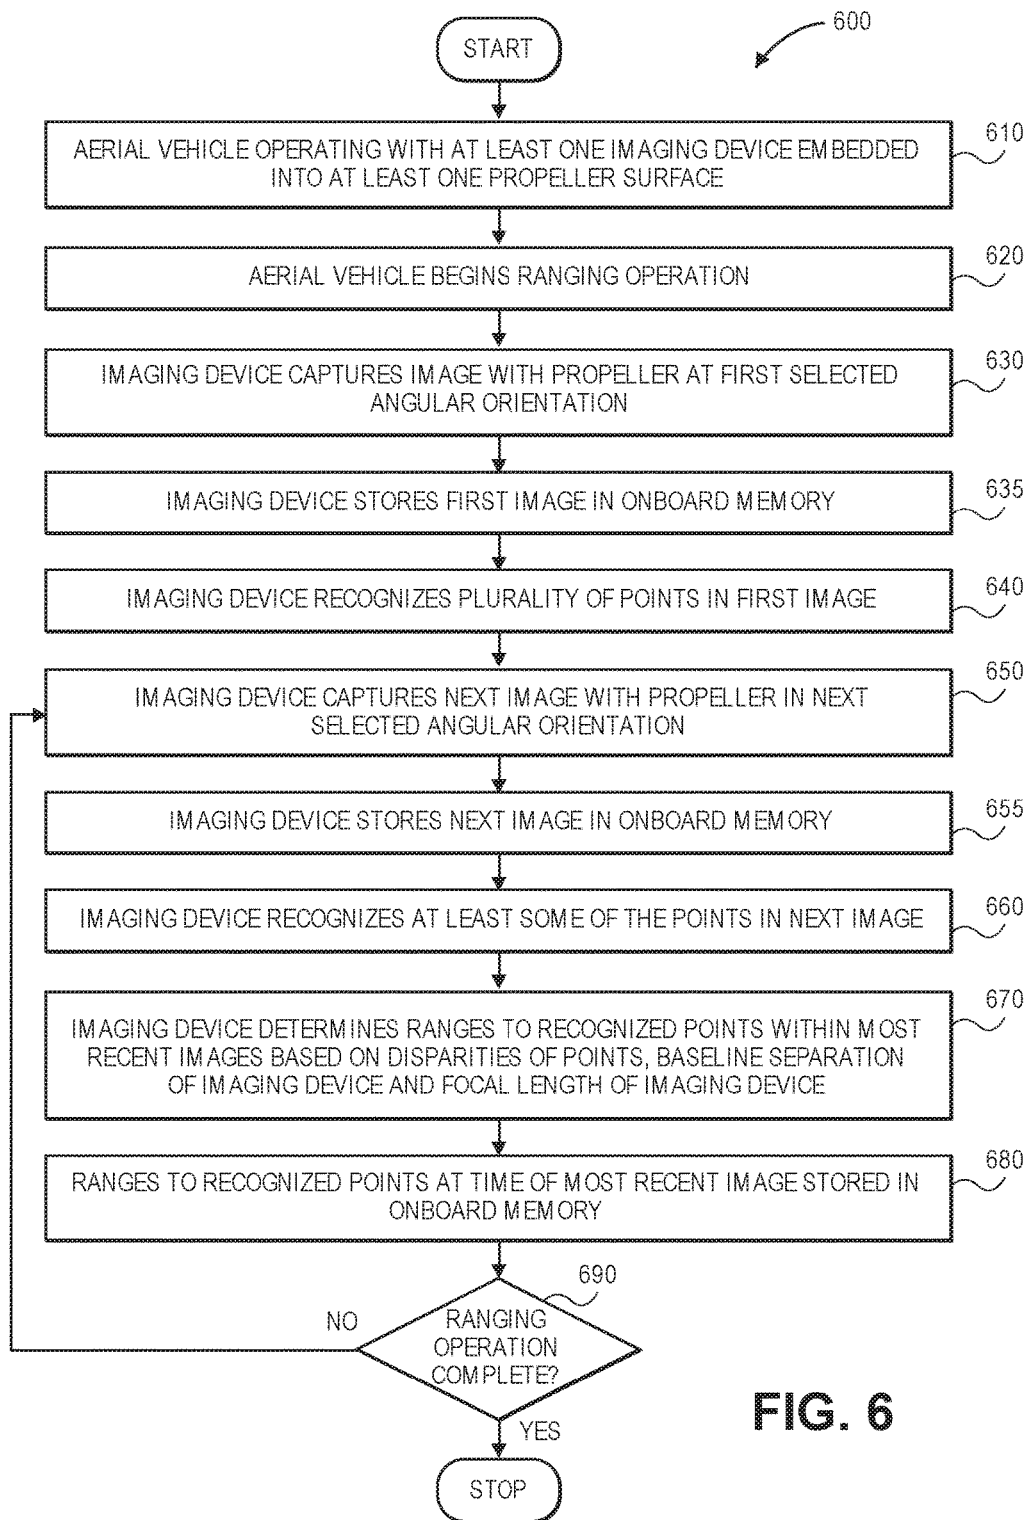 START
600
AERIAL VEHICLE OPERATING WITH AT LEAST ONE IMAGING DEVICE EMBEDDED
INTO AT LEAST ONE PROPELLER SURFACE
610
AERIAL VEHICLE BEGINS RANGING OPERATION
620
IMAGING DEVICE CAPTURES IMAGE WITH PROPELLER AT FIRST SELECTED
ANGULAR ORIENTATION
630
IMAGING DEVICE STORES FIRST IMAGE IN ONBOARD MEMORY
635
IMAGING DEVICE RECOGNIZES PLURALITY OF POINTS IN FIRST IMAGE
640
IMAGING DEVICE CAPTURES NEXT IMAGE WITH PROPELLER IN NEXT
SELECTED ANGULAR ORIENTATION
650
IMAGING DEVICE STORES NEXT IMAGE IN ONBOARD MEMORY
655
IMAGING DEVICE RECOGNIZES AT LEAST SOME OF THE POINTS IN NEXT IMAGE
660
IMAGING DEVICE DETERMINES RANGES TO RECOGNIZED POINTS WITHIN MOST
RECENT IMAGES BASED ON DISPARITIES OF POINTS, BASELINE SEPARATION
OF IMAGING DEVICE AND FOCAL LENGTH OF IMAGING DEVICE
670
RANGES TO RECOGNIZED POINTS AT TIME OF MOST RECENT IMAGE STORED IN
ONBOARD MEMORY
680
690
NO
RANGING
OPERATION
COMPLETE?
YES
STOP
FIG. 6